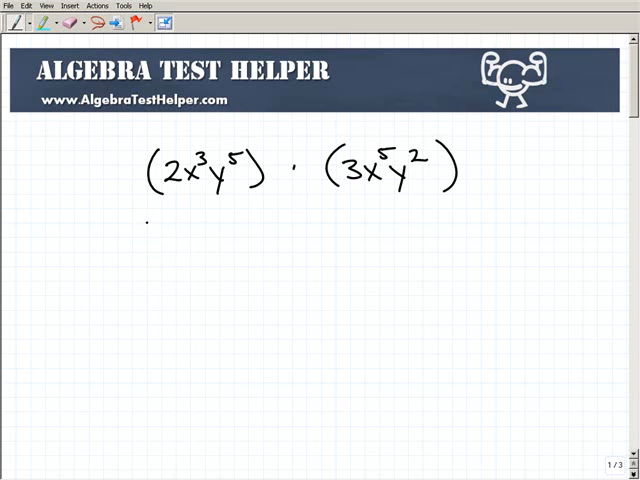 File Edit View Insert Actions Tools Help
ALGEBRA TEST HELPER
www.AlgebraTestHelper.com
(2x³y⁵) · (3x⁵y²)
1 / 3